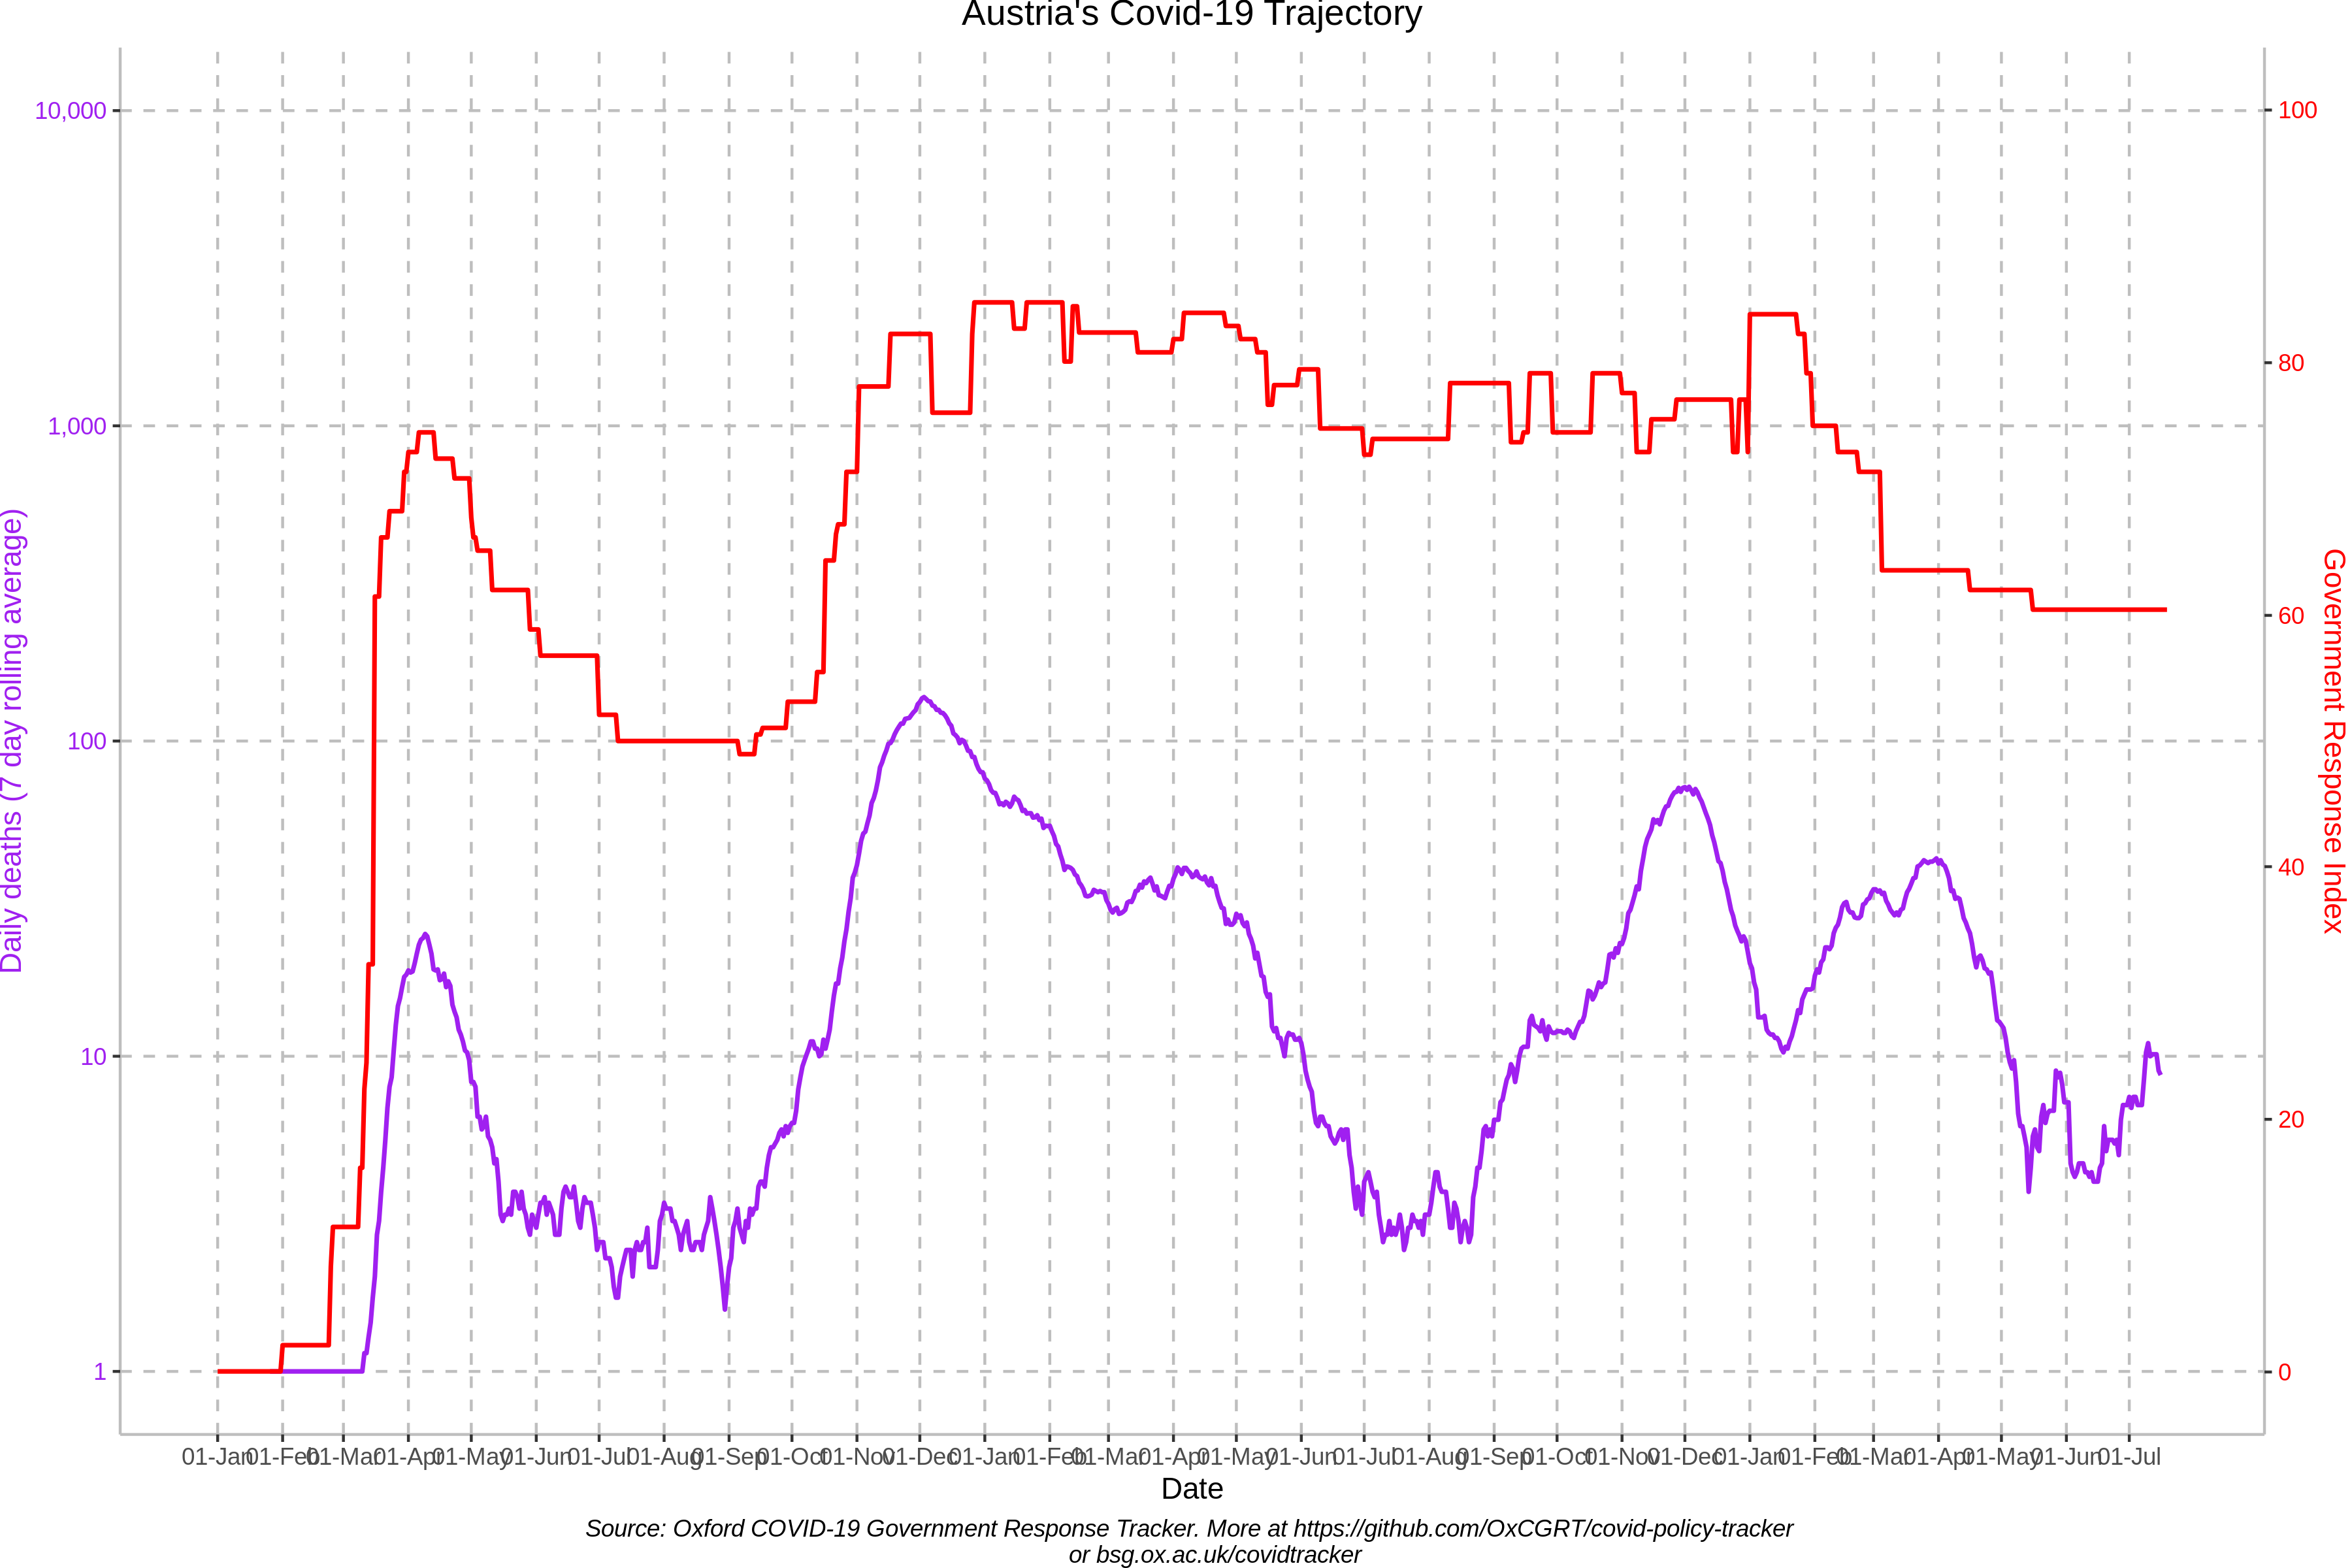 Austria's Covid-19 Trajectory
10,000
1,000
100
10
1
Daily deaths (7 day rolling average)
100
80
60
40
20
0
Government Response Index
01-Jan 01-Feb 01-Mar 01-Apr 01-May 01-Jun 01-Jul 01-Aug 01-Sep 01-Oct 01-Nov 01-Dec 01-Jan 01-Feb 01-Mar 01-Apr 01-May 01-Jun 01-Jul 01-Aug 01-Sep 01-Oct 01-Nov 01-Dec 01-Jan 01-Feb 01-Mar 01-Apr 01-May 01-Jun 01-Jul
Date
Source: Oxford COVID-19 Government Response Tracker. More at https://github.com/OxCGRT/covid-policy-tracker
or bsg.ox.ac.uk/covidtracker